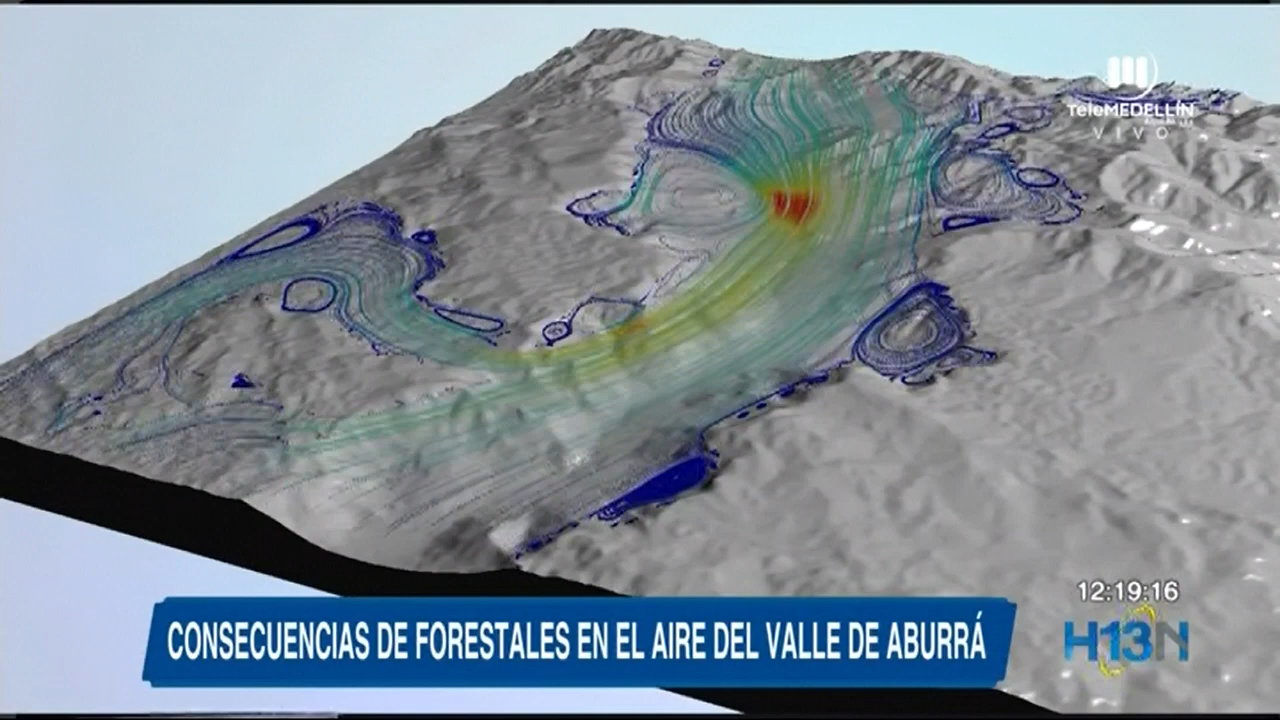 TeleMEDELLÍN
VIVO
12:19:16
H13N
CONSECUENCIAS DE FORESTALES EN EL AIRE DEL VALLE DE ABURRÁ